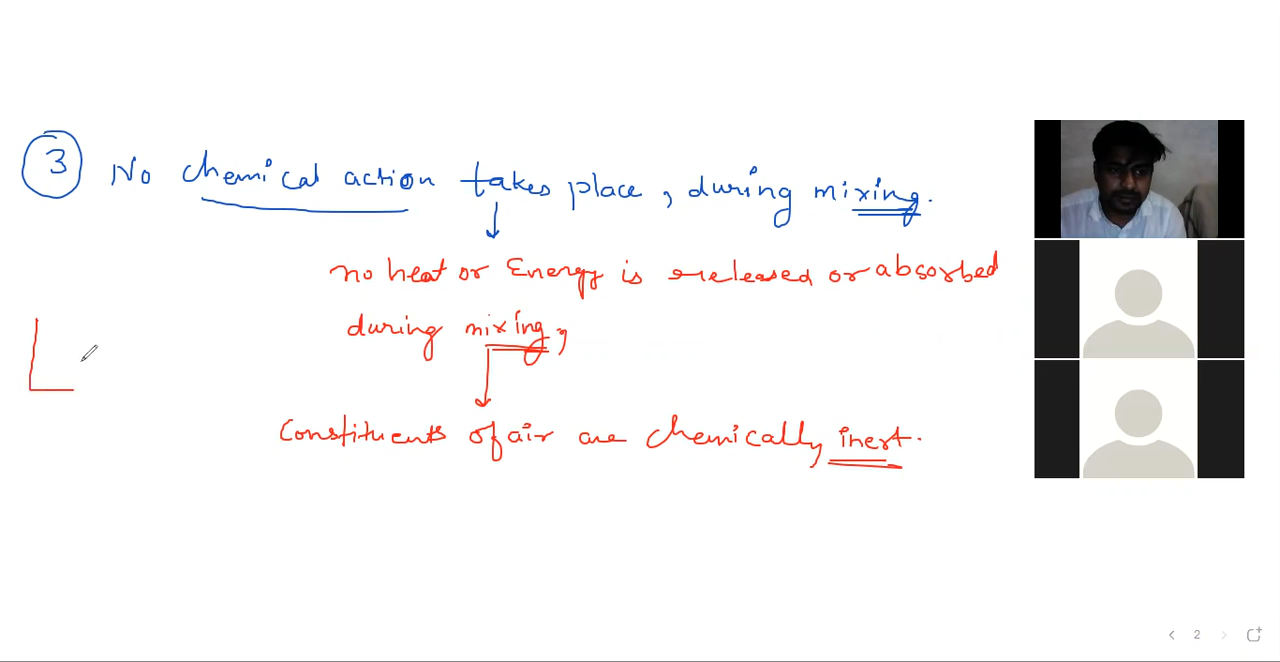 3 No chemical action takes place, during mixing.
no heat or Energy is released or absorbed
during mixing,
Constituents of air are chemically inert.
2